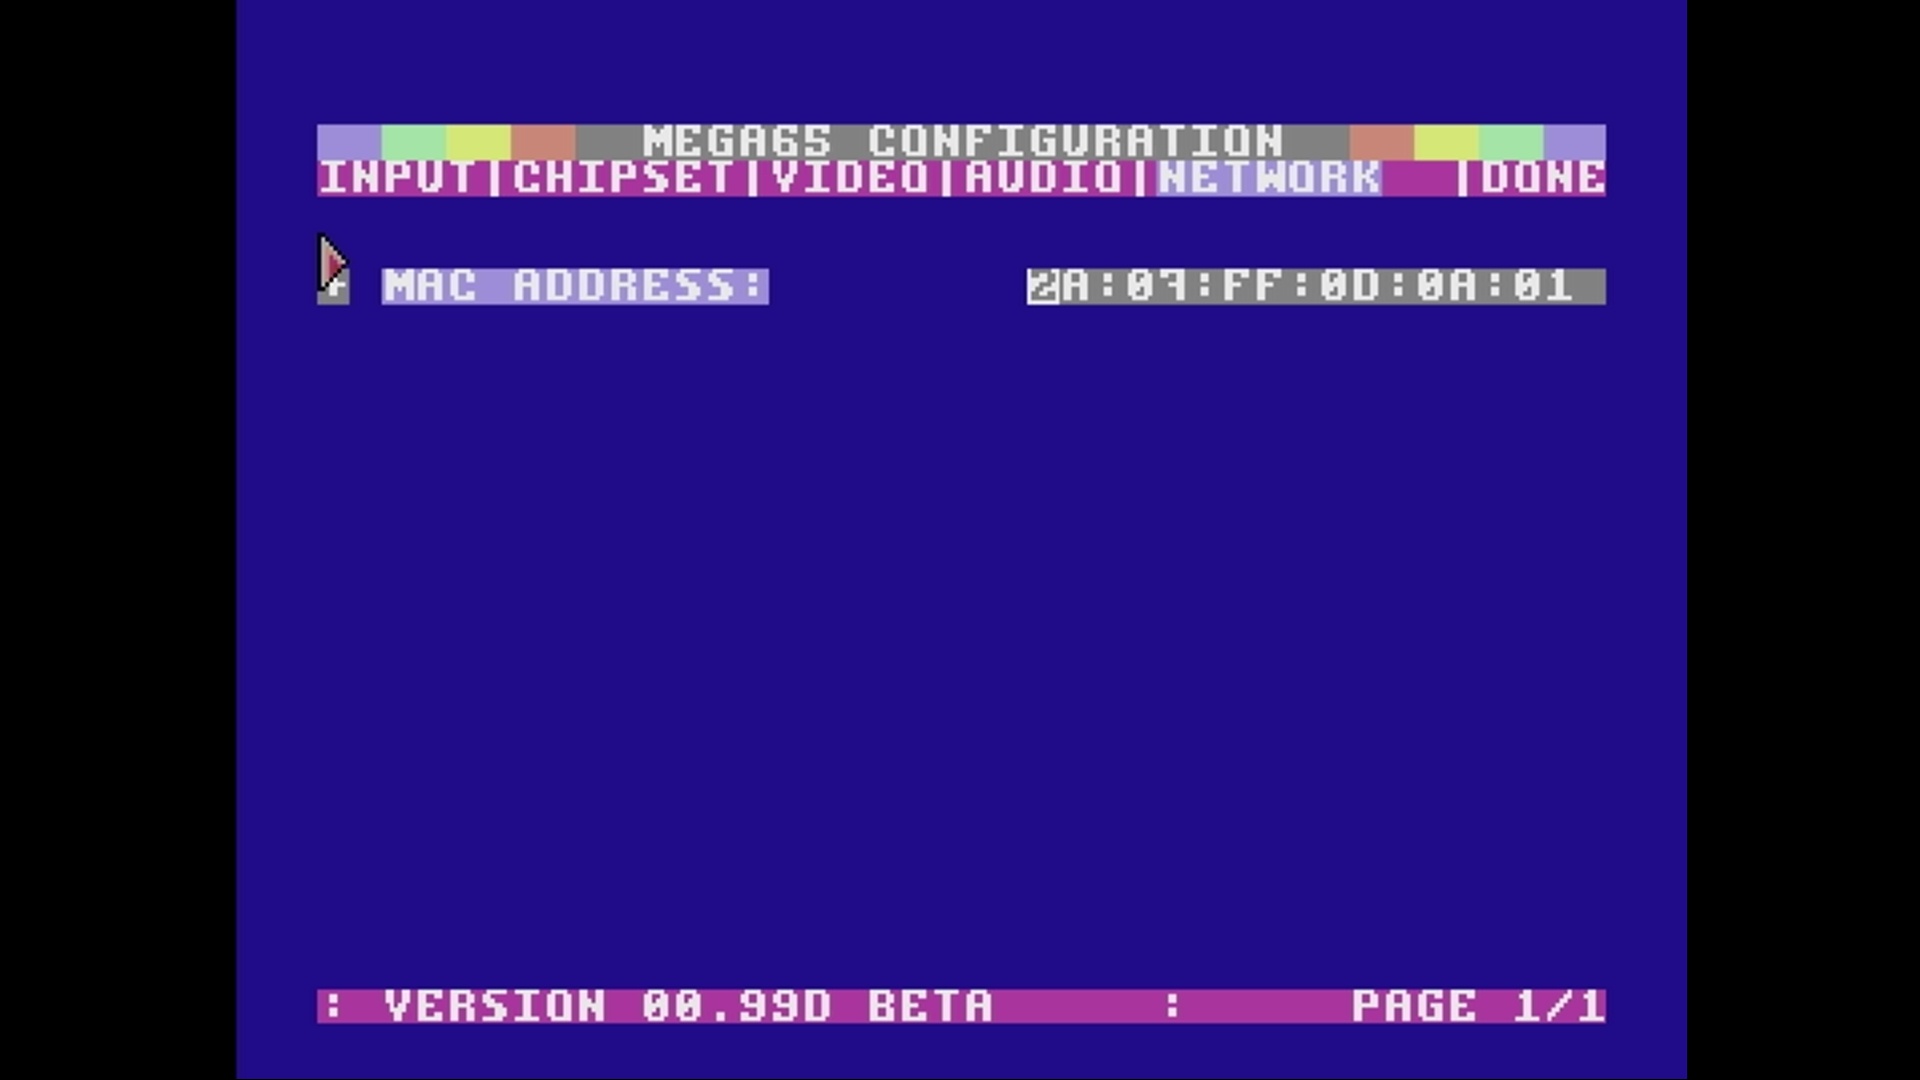 MEGA65 CONFIGURATION
INPUT|CHIPSET|VIDEO|AUDIO|NETWORK |DONE
MAC ADDRESS: 2A:07:FF:0D:0A:01
: VERSION 00.99D BETA : PAGE 1/1